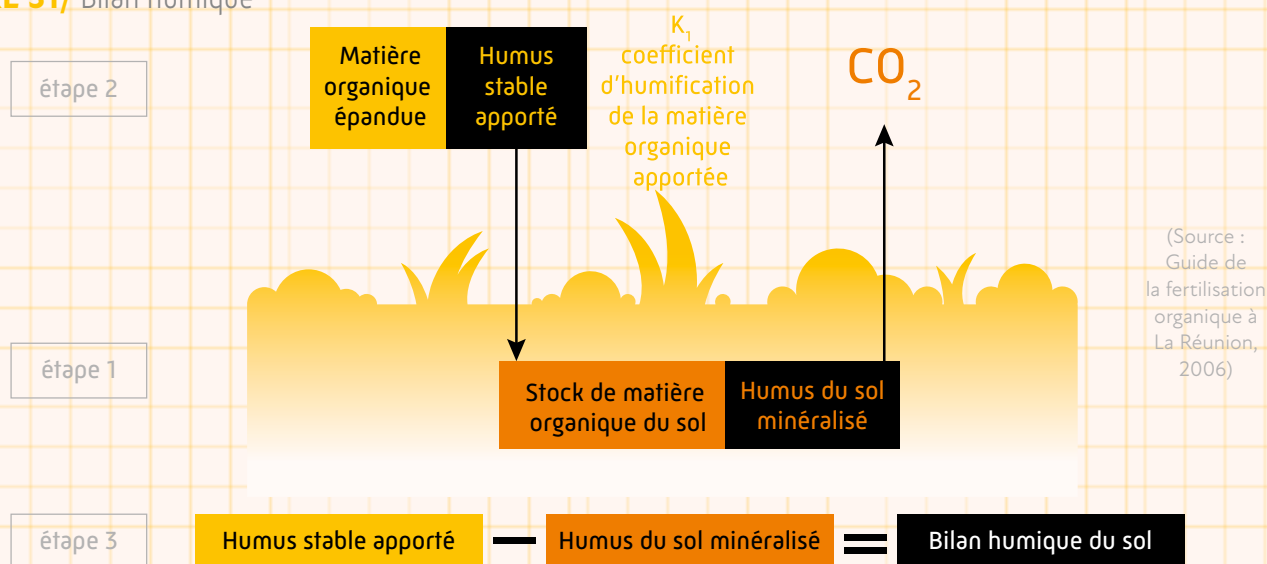 31/ Bilan humique
étape 2
Matière
organique
épandue
Humus
stable
apporté
K1
coefficient
d'humification
de la matière
organique
apportée
CO2
(Source :
Guide de
la fertilisation
organique à
La Réunion,
2006)
étape 1
Stock de matière
organique du sol
Humus du sol
minéralisé
étape 3
Humus stable apporté — Humus du sol minéralisé = Bilan humique du sol